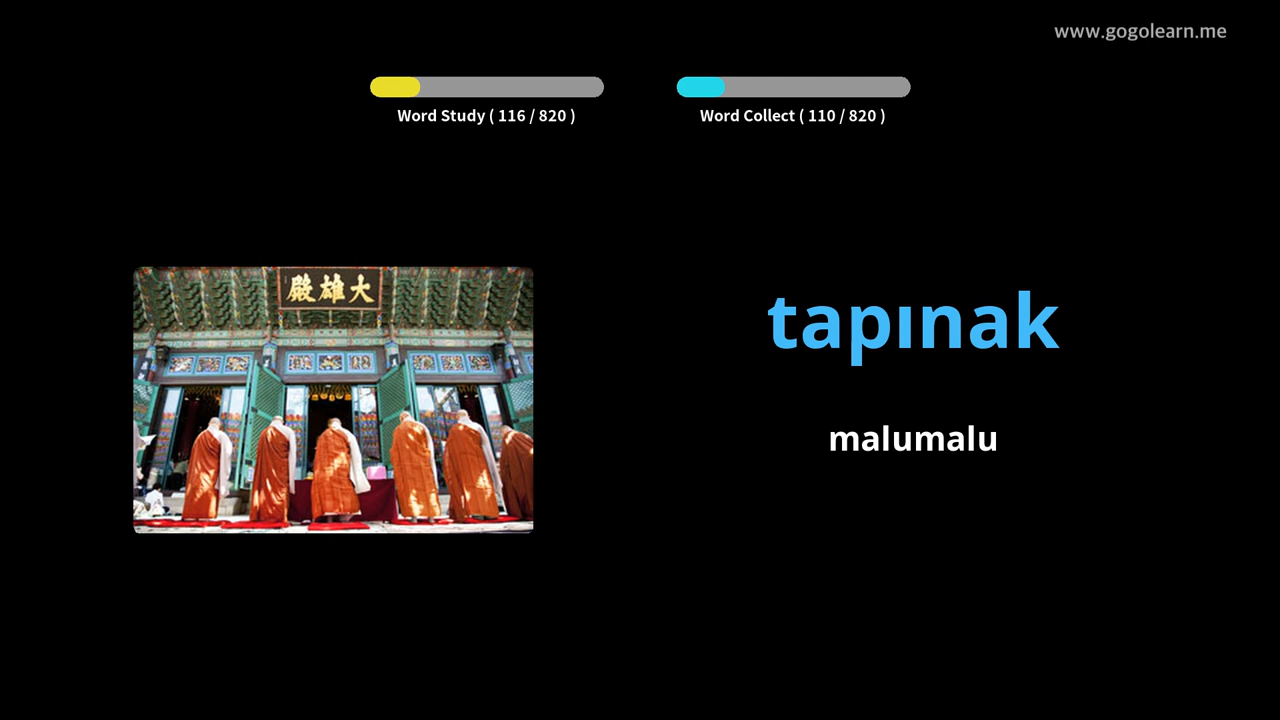 www.gogolearn.me
Word Study ( 116 / 820 )
Word Collect ( 110 / 820 )
殿雄大
tapınak
malumalu